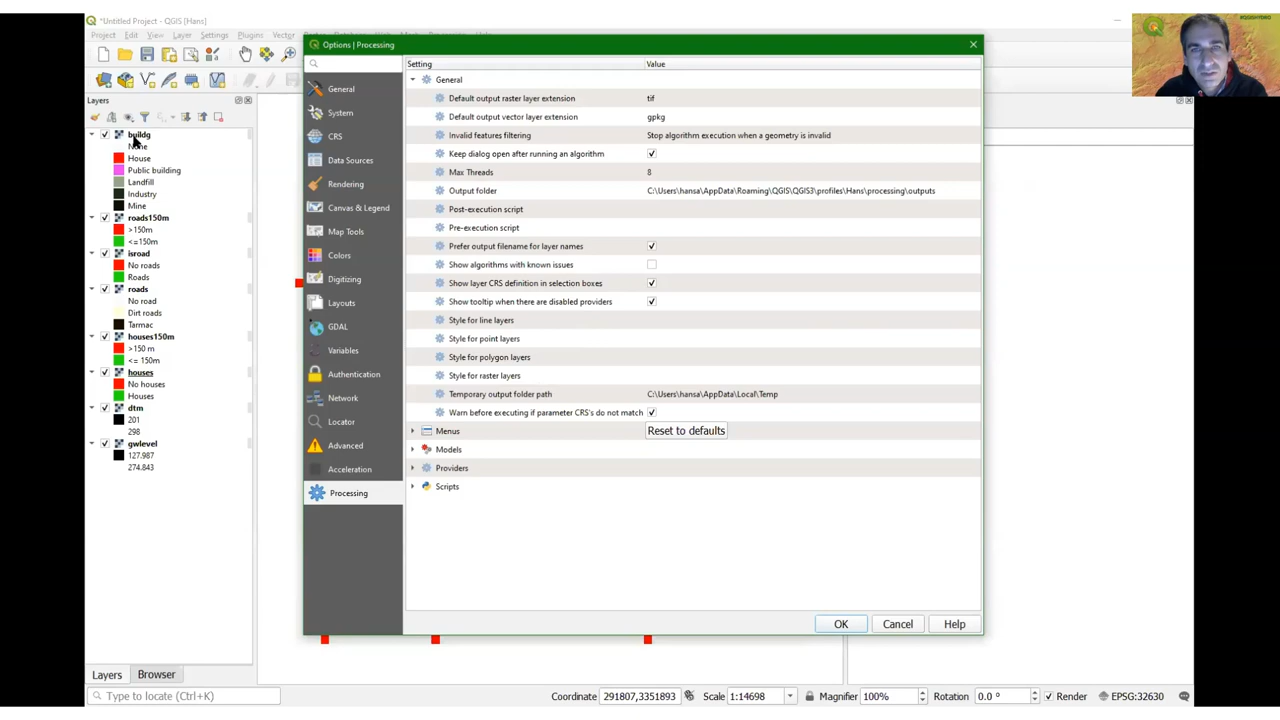 *Untitled Project - QGIS [Hans]
Project Edit View Layer Settings Plugins
Options | Processing
Layers
buildg
None
House
Public building
Landfill
Industry
Mine
roads150m
>150m
<=150m
isroad
No roads
Roads
roads
No road
Dirt roads
Tarmac
houses150m
>150 m
<= 150m
houses
No houses
Houses
dtm
201
298
gwlevel
127.987
274.843
Layers Browser
General
System
CRS
Data Sources
Rendering
Canvas & Legend
Map Tools
Colors
Digitizing
Layouts
GDAL
Variables
Authentication
Network
Locator
Advanced
Acceleration
Processing
Setting Value
General
Default output raster layer extension tif
Default output vector layer extension gpkg
Invalid features filtering Stop algorithm execution when a geometry is invalid
Keep dialog open after running an algorithm
Max Threads 8
Output folder C:\Users\hansa\AppData\Roaming\QGIS\QGIS3\profiles\Hans\processing\outputs
Post-execution script
Pre-execution script
Prefer output filename for layer names
Show algorithms with known issues
Show layer CRS definition in selection boxes
Show tooltip when there are disabled providers
Style for line layers
Style for point layers
Style for polygon layers
Style for raster layers
Temporary output folder path C:\Users\hansa\AppData\Local\Temp
Warn before executing if parameter CRS's do not match
Menus Reset to defaults
Models
Providers
Scripts
OK Cancel Help
Type to locate (Ctrl+K) Coordinate 291807,3351893 Scale 1:14698 Magnifier 100% Rotation 0.0 ° Render EPSG:32630